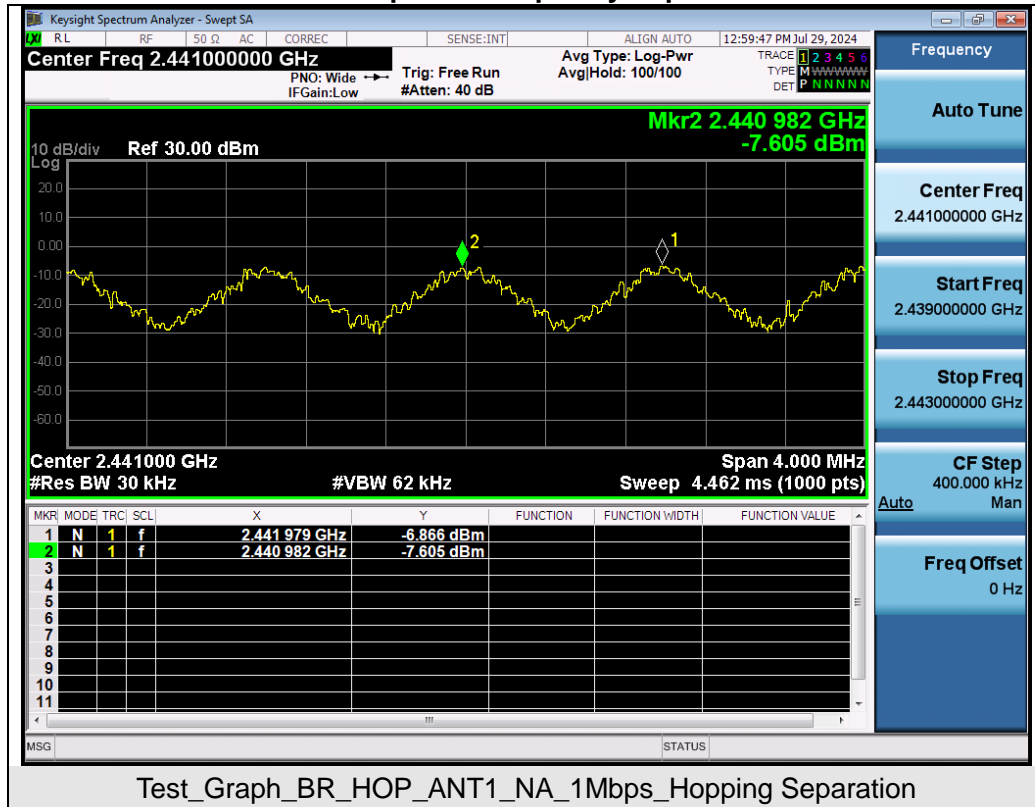 Keysight Spectrum Analyzer - Swept SA
LXI RL RF 50 Ω AC CORREC SENSE:INT ALIGN AUTO 12:59:47 PM Jul 29, 2024
Center Freq 2.441000000 GHz
PNO: Wide
IFGain:Low
Trig: Free Run
#Atten: 40 dB
Avg Type: Log-Pwr
Avg|Hold: 100/100
TRACE 1 2 3 4 5 6
TYPE M WWWWW
DET P N N N N N
Mkr2 2.440 982 GHz
-7.605 dBm
10 dB/div Ref 30.00 dBm
Log
20.0
10.0
0.00
-10.0
-20.0
-30.0
-40.0
-50.0
-60.0
2
1
Center 2.441000 GHz Span 4.000 MHz
#Res BW 30 kHz #VBW 62 kHz Sweep 4.462 ms (1000 pts)
MKR MODE TRC SCL X Y FUNCTION FUNCTION WIDTH FUNCTION VALUE
1 N 1 f 2.441 979 GHz -6.866 dBm
2 N 1 f 2.440 982 GHz -7.605 dBm
3
4
5
6
7
8
9
10
11
MSG STATUS
Frequency
Auto Tune
Center Freq
2.441000000 GHz
Start Freq
2.439000000 GHz
Stop Freq
2.443000000 GHz
CF Step
400.000 kHz
Auto Man
Freq Offset
0 Hz
Test_Graph_BR_HOP_ANT1_NA_1Mbps_Hopping Separation